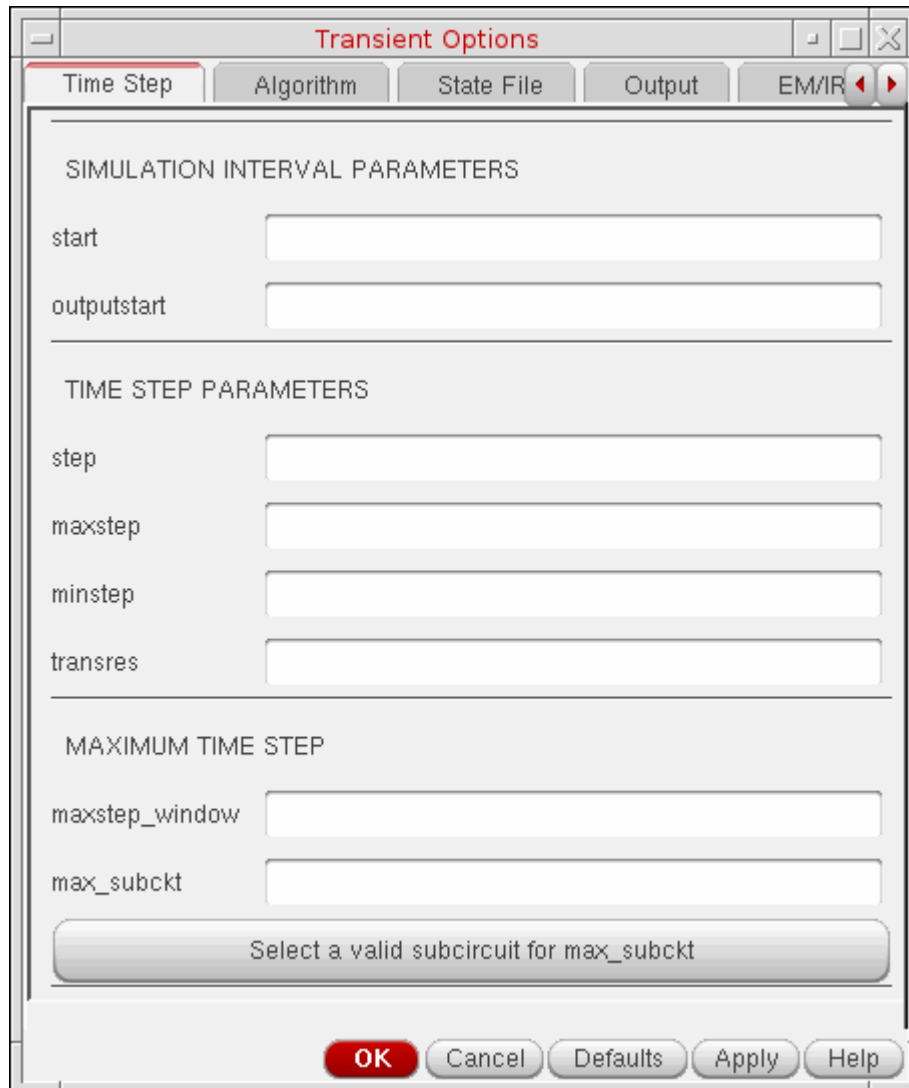 Transient Options
Time Step Algorithm State File Output EM/IR
SIMULATION INTERVAL PARAMETERS
start
outputstart
TIME STEP PARAMETERS
step
maxstep
minstep
transres
MAXIMUM TIME STEP
maxstep_window
max_subckt
Select a valid subcircuit for max_subckt
OK Cancel Defaults Apply Help